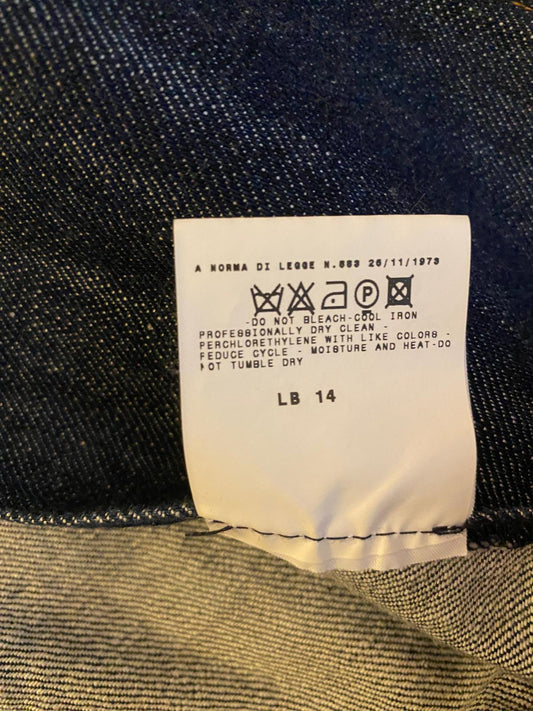 A NORMA DI LEGGE N.883 26/11/1973
P
-DO NOT BLEACH-COOL IRON
PROFESSIONALLY DRY CLEAN -
PERCHLORETHYLENE WITH LIKE COLORS -
REDUCE CYCLE - MOISTURE AND HEAT-DO
NOT TUMBLE DRY
LB 14